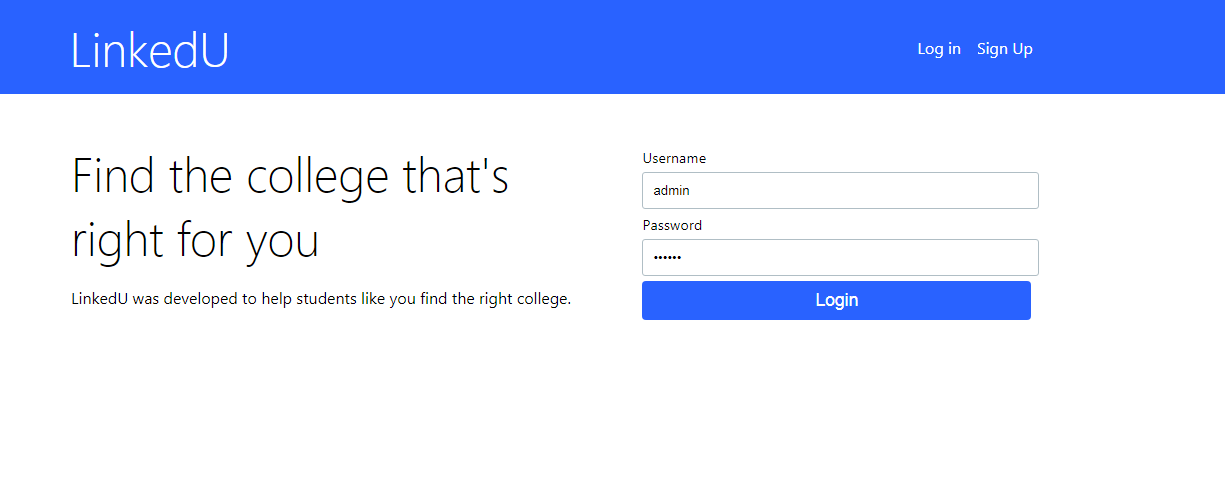 LinkedU
Log in Sign Up
Find the college that's
right for you
LinkedU was developed to help students like you find the right college.
Username
admin
Password
••••••
Login